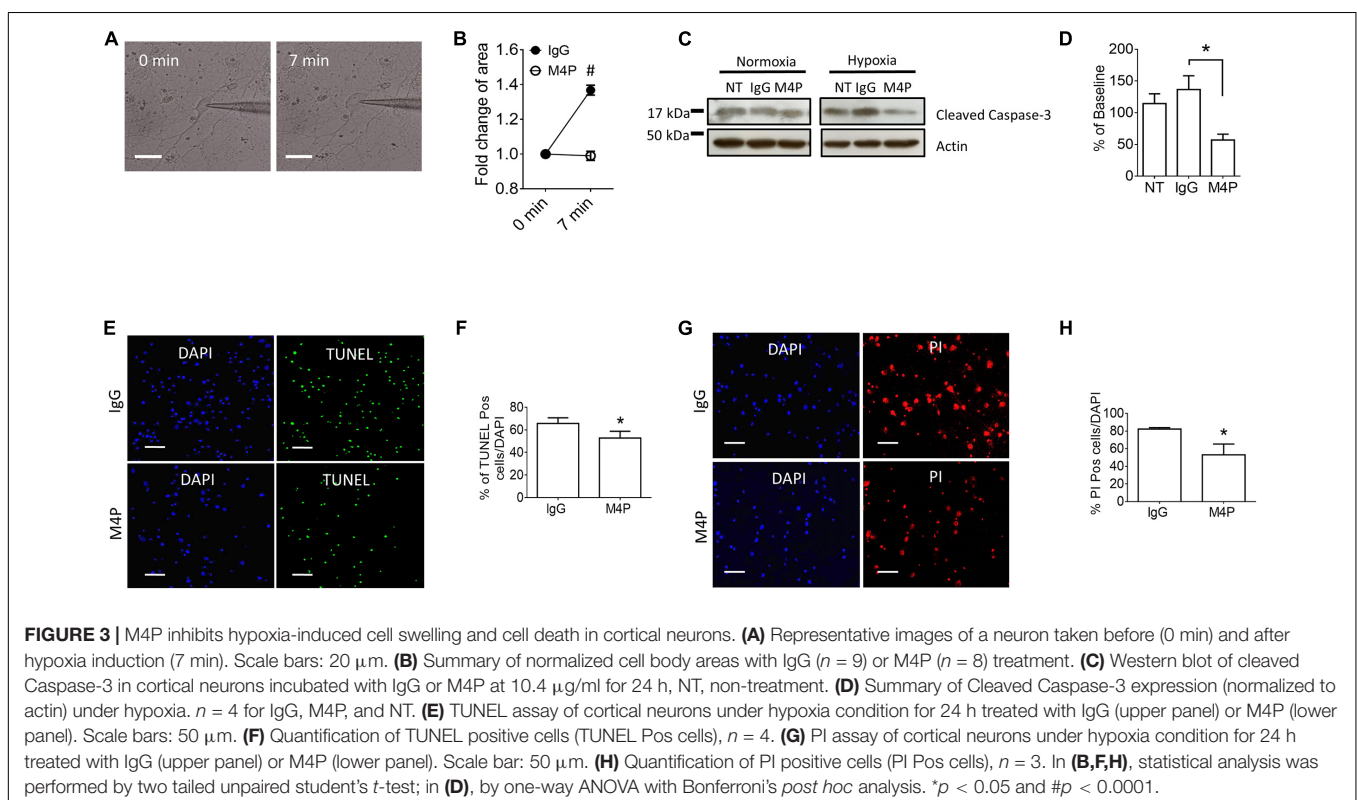 A
0 min
7 min
B
Fold change of area
1.6
1.4
1.2
1.0
0.8
IgG
M4P
#
0 min
7 min
C
Normoxia
Hypoxia
NT IgG M4P
NT IgG M4P
17 kDa
Cleaved Caspase-3
50 kDa
Actin
D
% of Baseline
200
150
100
50
0
*
NT
IgG
M4P
E
DAPI
TUNEL
IgG
DAPI
TUNEL
M4P
F
% of TUNEL Pos
cells/DAPI
80
60
40
20
0
*
IgG
M4P
G
DAPI
PI
IgG
DAPI
PI
M4P
H
% PI Pos cells/DAPI
100
80
60
40
20
0
*
IgG
M4P
FIGURE 3 | M4P inhibits hypoxia-induced cell swelling and cell death in cortical neurons. (A) Representative images of a neuron taken before (0 min) and after
hypoxia induction (7 min). Scale bars: 20 μm. (B) Summary of normalized cell body areas with IgG (n = 9) or M4P (n = 8) treatment. (C) Western blot of cleaved
Caspase-3 in cortical neurons incubated with IgG or M4P at 10.4 μg/ml for 24 h, NT, non-treatment. (D) Summary of Cleaved Caspase-3 expression (normalized to
actin) under hypoxia. n = 4 for IgG, M4P, and NT. (E) TUNEL assay of cortical neurons under hypoxia condition for 24 h treated with IgG (upper panel) or M4P (lower
panel). Scale bars: 50 μm. (F) Quantification of TUNEL positive cells (TUNEL Pos cells), n = 4. (G) PI assay of cortical neurons under hypoxia condition for 24 h
treated with IgG (upper panel) or M4P (lower panel). Scale bar: 50 μm. (H) Quantification of PI positive cells (PI Pos cells), n = 3. In (B,F,H), statistical analysis was
performed by two tailed unpaired student's t-test; in (D), by one-way ANOVA with Bonferroni's post hoc analysis. *p < 0.05 and #p < 0.0001.